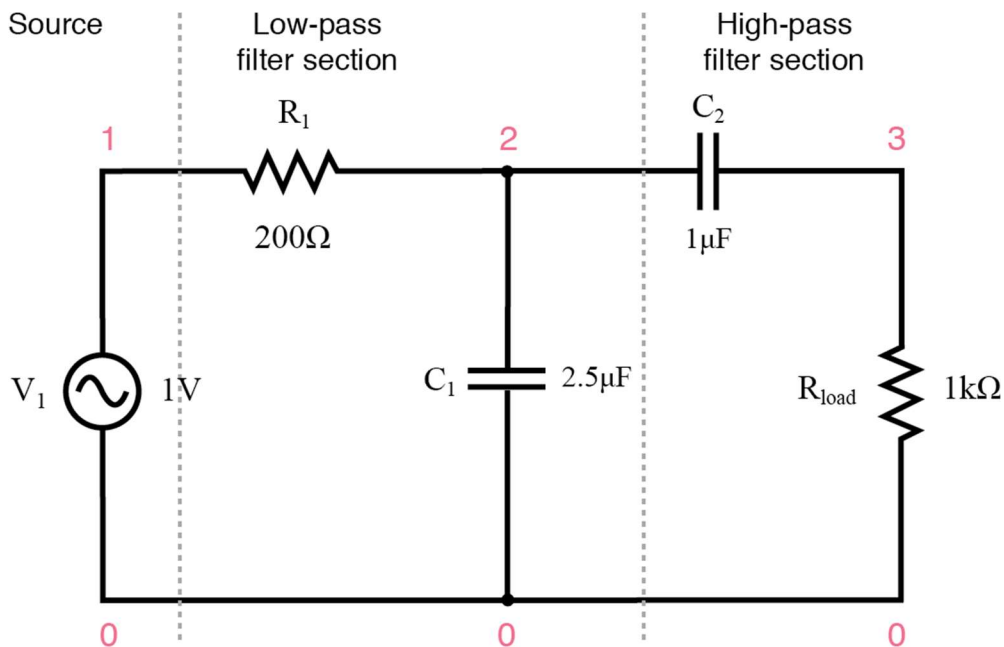 Source
Low-pass
filter section
High-pass
filter section
1
R₁
200Ω
2
C₂
1μF
3
V₁
1V
C₁
2.5μF
Rload
1kΩ
0
0
0